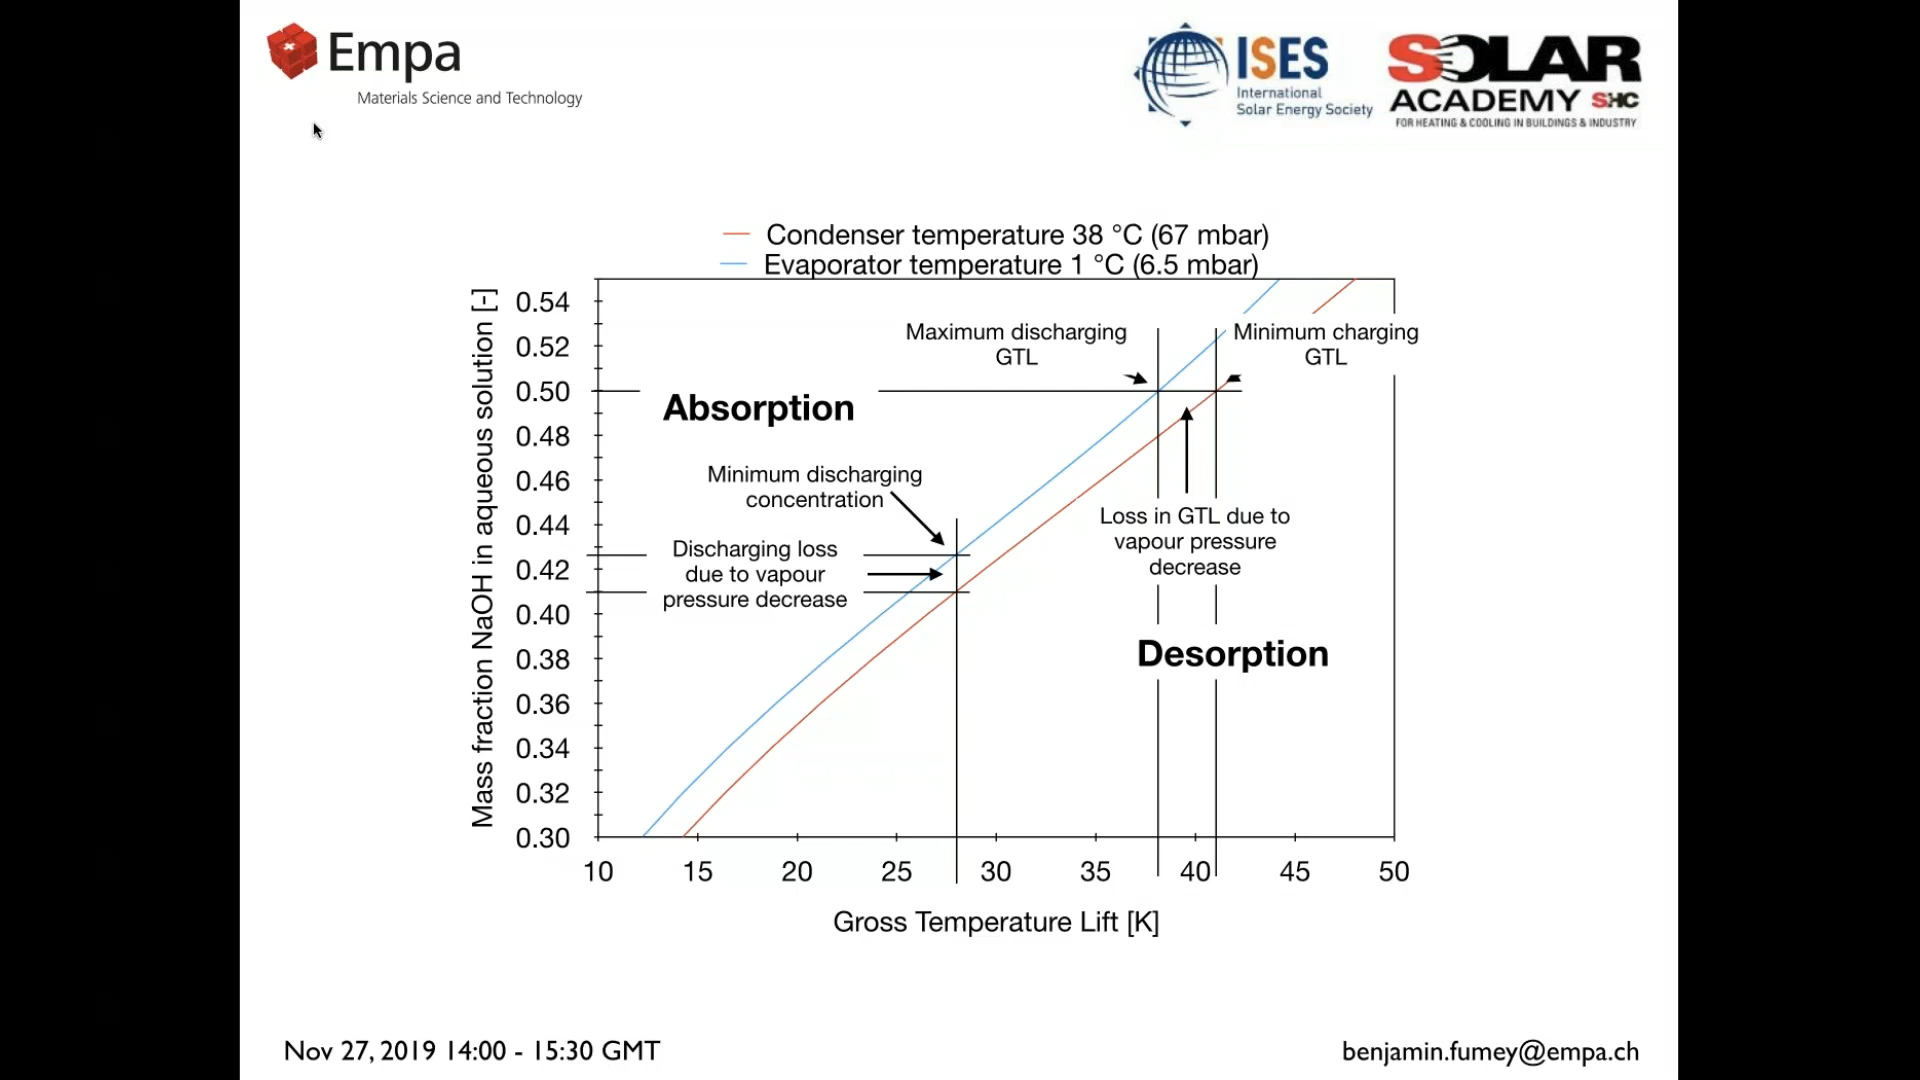 Empa
Materials Science and Technology
ISES
International
Solar Energy Society
SOLAR
ACADEMY SHC
FOR HEATING & COOLING IN BUILDINGS & INDUSTRY
Condenser temperature 38 °C (67 mbar)
Evaporator temperature 1 °C (6.5 mbar)
Mass fraction NaOH in aqueous solution [-]
0.54
0.52
0.50
0.48
0.46
0.44
0.42
0.40
0.38
0.36
0.34
0.32
0.30
Maximum discharging
GTL
Minimum charging
GTL
Absorption
Minimum discharging
concentration
Discharging loss
due to vapour
pressure decrease
Loss in GTL due to
vapour pressure
decrease
Desorption
10 15 20 25 30 35 40 45 50
Gross Temperature Lift [K]
Nov 27, 2019 14:00 - 15:30 GMT
benjamin.fumey@empa.ch